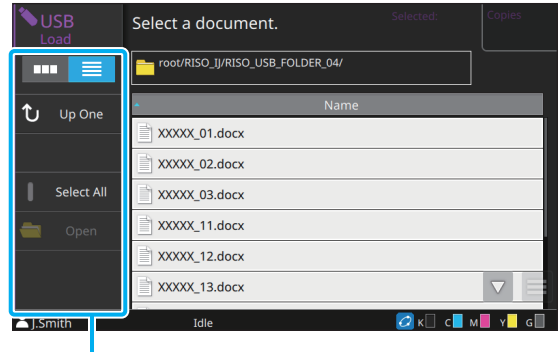 USB
Load
Select a document.
Selected:
Copies
root/RISO_IJ/RISO_USB_FOLDER_04/
Name
Up One
Select All
Open
XXXXX_01.docx
XXXXX_02.docx
XXXXX_03.docx
XXXXX_11.docx
XXXXX_12.docx
XXXXX_13.docx
J.Smith
Idle
K C M Y G